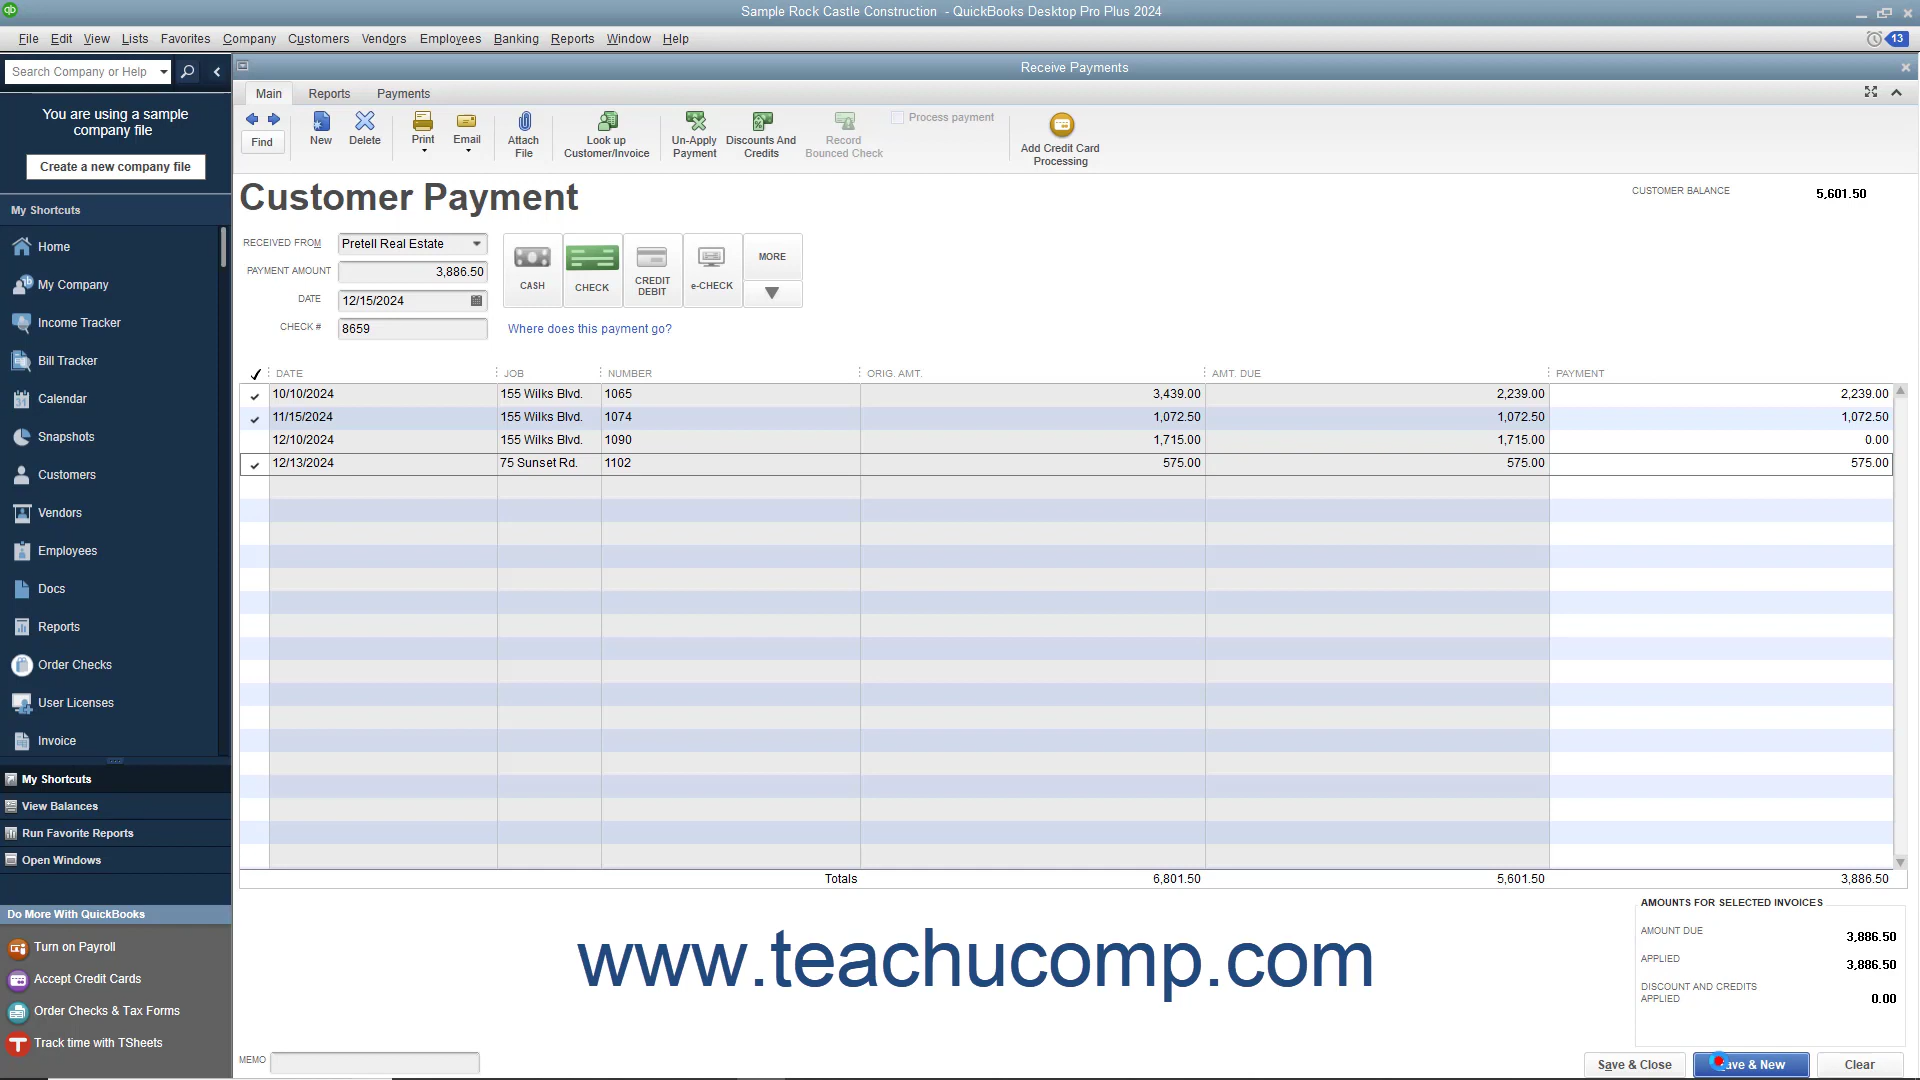 Sample Rock Castle Construction - QuickBooks Desktop Pro Plus 2024
File Edit View Lists Favorites Company Customers Vendors Employees Banking Reports Window Help
13
Search Company or Help
Receive Payments
You are using a sample
company file
Create a new company file
My Shortcuts
Home
My Company
Income Tracker
Bill Tracker
Calendar
Snapshots
Customers
Vendors
Employees
Docs
Reports
Order Checks
User Licenses
Invoice
My Shortcuts
View Balances
Run Favorite Reports
Open Windows
Do More With QuickBooks
Turn on Payroll
Accept Credit Cards
Order Checks & Tax Forms
Track time with TSheets
Main Reports Payments
Find
New
Delete
Print
Email
Attach
File
Look up
Customer/Invoice
Un-Apply
Payment
Discounts And
Credits
Record
Bounced Check
Process payment
Add Credit Card
Processing
Customer Payment
CUSTOMER BALANCE 5,601.50
RECEIVED FROM Pretell Real Estate
PAYMENT AMOUNT 3,886.50
DATE 12/15/2024
CHECK # 8659
CASH
CHECK
CREDIT
DEBIT
e-CHECK
MORE
Where does this payment go?
DATE JOB NUMBER ORIG. AMT. AMT. DUE PAYMENT
10/10/2024 155 Wilks Blvd. 1065 3,439.00 2,239.00 2,239.00
11/15/2024 155 Wilks Blvd. 1074 1,072.50 1,072.50 1,072.50
12/10/2024 155 Wilks Blvd. 1090 1,715.00 1,715.00 0.00
12/13/2024 75 Sunset Rd. 1102 575.00 575.00 575.00
Totals 6,801.50 5,601.50 3,886.50
AMOUNTS FOR SELECTED INVOICES
AMOUNT DUE 3,886.50
APPLIED 3,886.50
DISCOUNT AND CREDITS
APPLIED 0.00
www.teachucomp.com
MEMO
Save & Close
Save & New
Clear